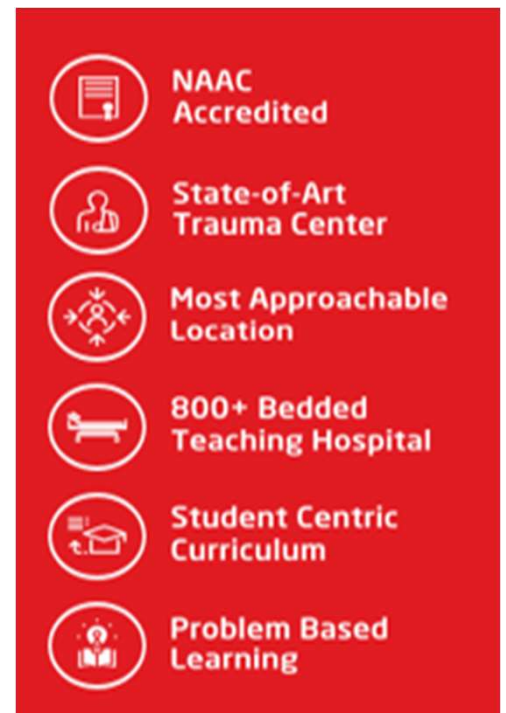 NAAC
Accredited
State-of-Art
Trauma Center
Most Approachable
Location
800+ Bedded
Teaching Hospital
Student Centric
Curriculum
Problem Based
Learning